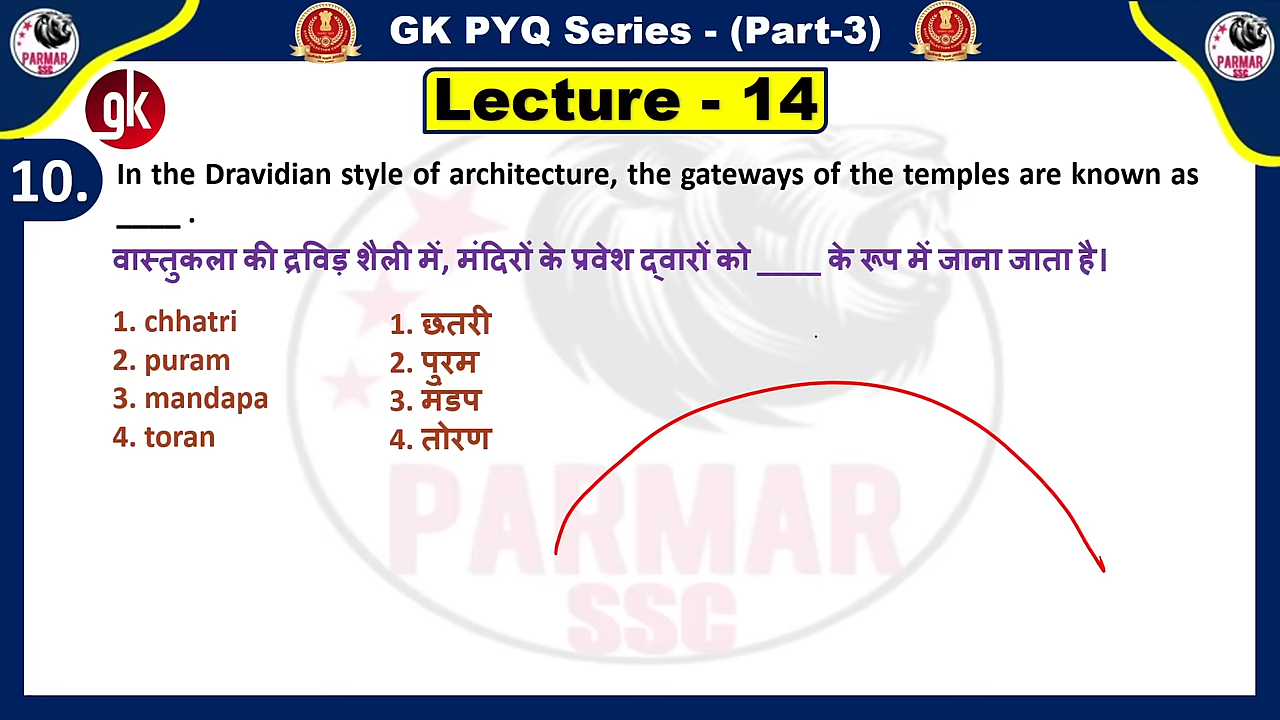 GK PYQ Series - (Part-3)
PARMAR
SSC
PARMAR
SSC
gk
Lecture - 14
10.
In the Dravidian style of architecture, the gateways of the temples are known as
____ .
वास्तुकला की द्रविड़ शैली में, मंदिरों के प्रवेश द्वारों को ____ के रूप में जाना जाता है।
1. chhatri
2. puram
3. mandapa
4. toran
1. छतरी
2. पुरम
3. मंडप
4. तोरण
PARMAR
SSC